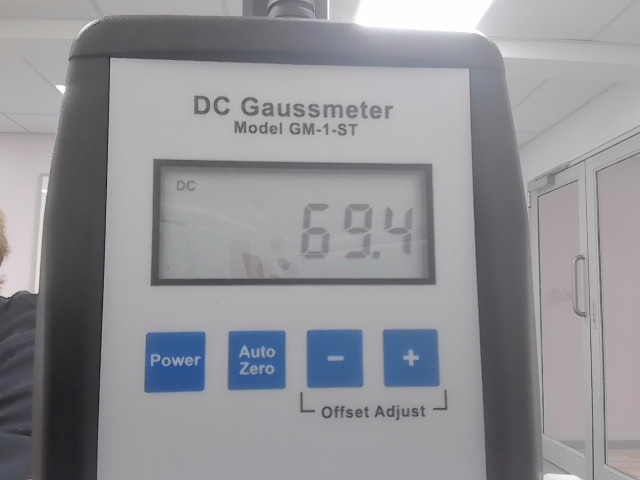 DC Gaussmeter
Model GM-1-ST
DC
69.4
Power
Auto
Zero
- +
Offset Adjust